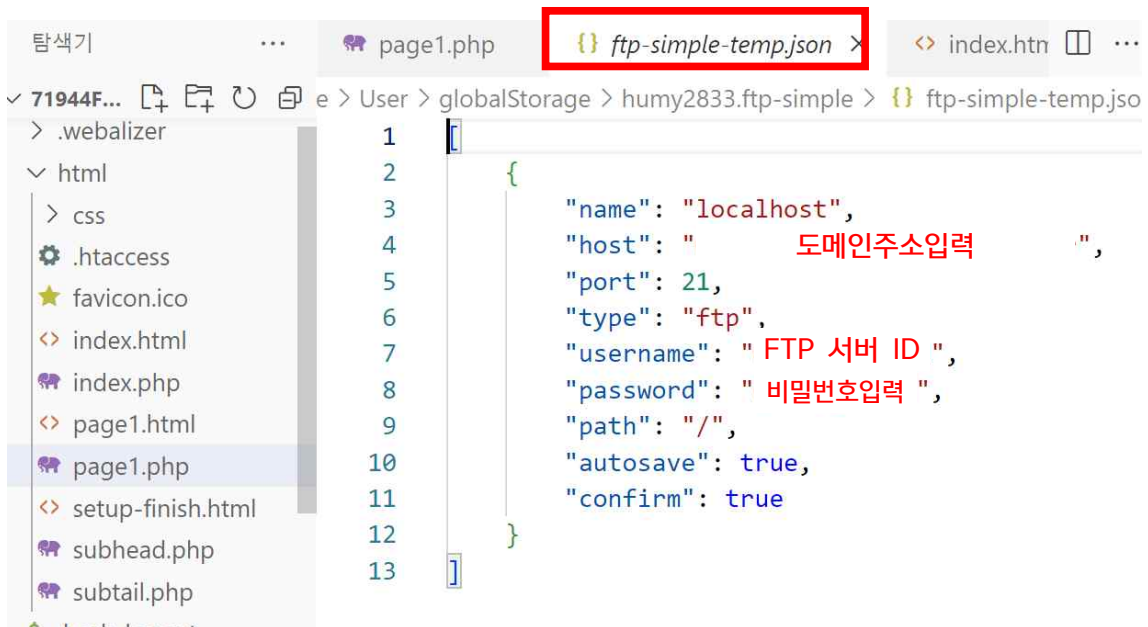 탐색기 ···
page1.php
{} ftp-simple-temp.json ×
<> index.htm ···
71944F...
e > User > globalStorage > humy2833.ftp-simple > {} ftp-simple-temp.jso
> .webalizer
html
> css
.htaccess
favicon.ico
<> index.html
index.php
<> page1.html
page1.php
<> setup-finish.html
subhead.php
subtail.php
1 [
2 {
3 "name": "localhost",
4 "host": " 도메인주소입력 ",
5 "port": 21,
6 "type": "ftp",
7 "username": " FTP 서버 ID ",
8 "password": " 비밀번호입력 ",
9 "path": "/",
10 "autosave": true,
11 "confirm": true
12 }
13 ]